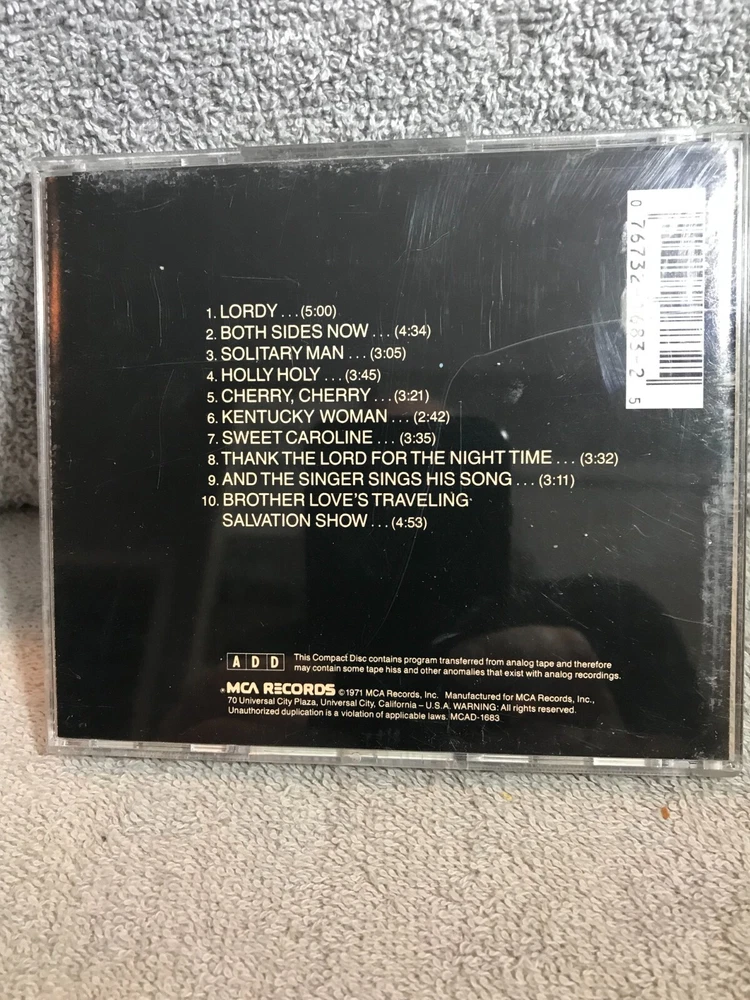 1. LORDY . . . (5:00)
2. BOTH SIDES NOW . . . (4:34)
3. SOLITARY MAN . . . (3:05)
4. HOLLY HOLY . . . (3:45)
5. CHERRY, CHERRY . . . (3:21)
6. KENTUCKY WOMAN . . . (2:42)
7. SWEET CAROLINE . . . (3:35)
8. THANK THE LORD FOR THE NIGHT TIME . . . (3:32)
9. AND THE SINGER SINGS HIS SONG . . . (3:11)
10. BROTHER LOVE'S TRAVELING
SALVATION SHOW . . . (4:53)
A D D
This Compact Disc contains program transferred from analog tape and therefore
may contain some tape hiss and other anomalies that exist with analog recordings.
MCA RECORDS ©1971 MCA Records, Inc. Manufactured for MCA Records, Inc.,
70 Universal City Plaza, Universal City, California – U.S.A. WARNING: All rights reserved.
Unauthorized duplication is a violation of applicable laws. MCAD-1683